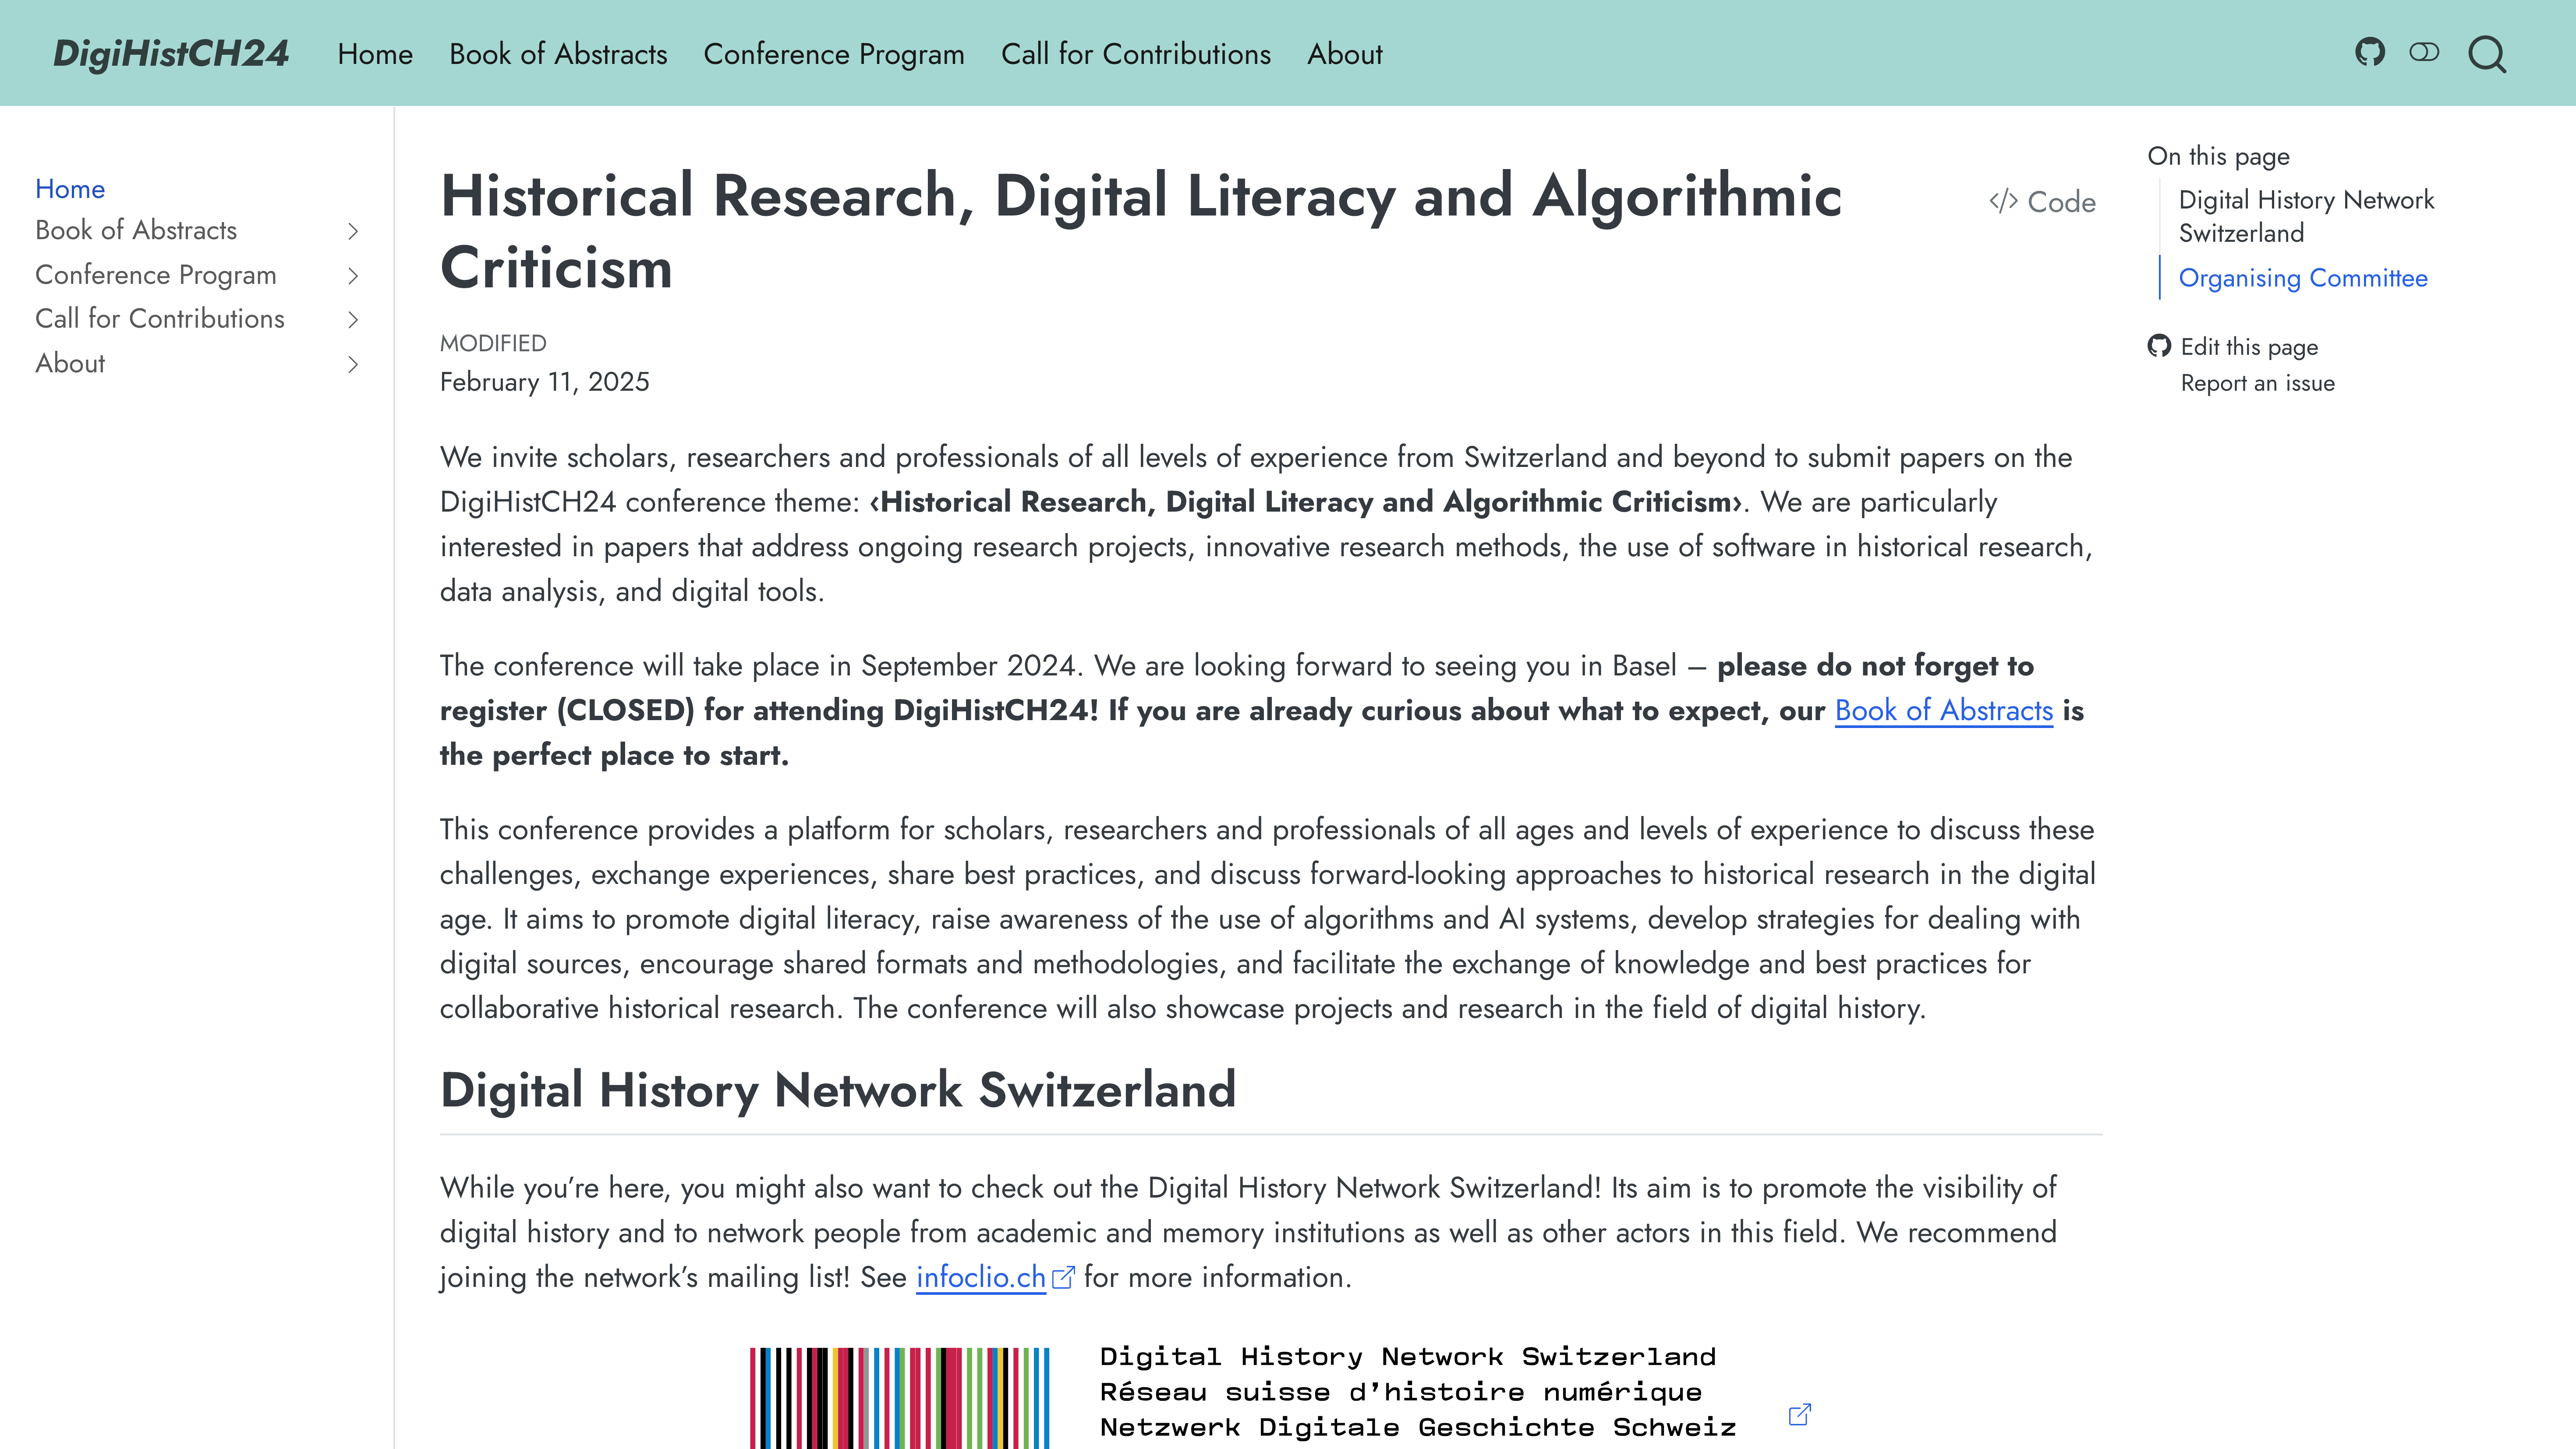 DigiHistCH24 Home Book of Abstracts Conference Program Call for Contributions About
Home
Book of Abstracts
Conference Program
Call for Contributions
About
Historical Research, Digital Literacy and Algorithmic
Criticism
Code
MODIFIED
February 11, 2025
We invite scholars, researchers and professionals of all levels of experience from Switzerland and beyond to submit papers on the
DigiHistCH24 conference theme: ‹Historical Research, Digital Literacy and Algorithmic Criticism›. We are particularly
interested in papers that address ongoing research projects, innovative research methods, the use of software in historical research,
data analysis, and digital tools.
The conference will take place in September 2024. We are looking forward to seeing you in Basel – please do not forget to
register (CLOSED) for attending DigiHistCH24! If you are already curious about what to expect, our Book of Abstracts is
the perfect place to start.
This conference provides a platform for scholars, researchers and professionals of all ages and levels of experience to discuss these
challenges, exchange experiences, share best practices, and discuss forward-looking approaches to historical research in the digital
age. It aims to promote digital literacy, raise awareness of the use of algorithms and AI systems, develop strategies for dealing with
digital sources, encourage shared formats and methodologies, and facilitate the exchange of knowledge and best practices for
collaborative historical research. The conference will also showcase projects and research in the field of digital history.
Digital History Network Switzerland
While you’re here, you might also want to check out the Digital History Network Switzerland! Its aim is to promote the visibility of
digital history and to network people from academic and memory institutions as well as other actors in this field. We recommend
joining the network’s mailing list! See infoclio.ch for more information.
Digital History Network Switzerland
Réseau suisse d’histoire numérique
Netzwerk Digitale Geschichte Schweiz
On this page
Digital History Network
Switzerland
Organising Committee
Edit this page
Report an issue